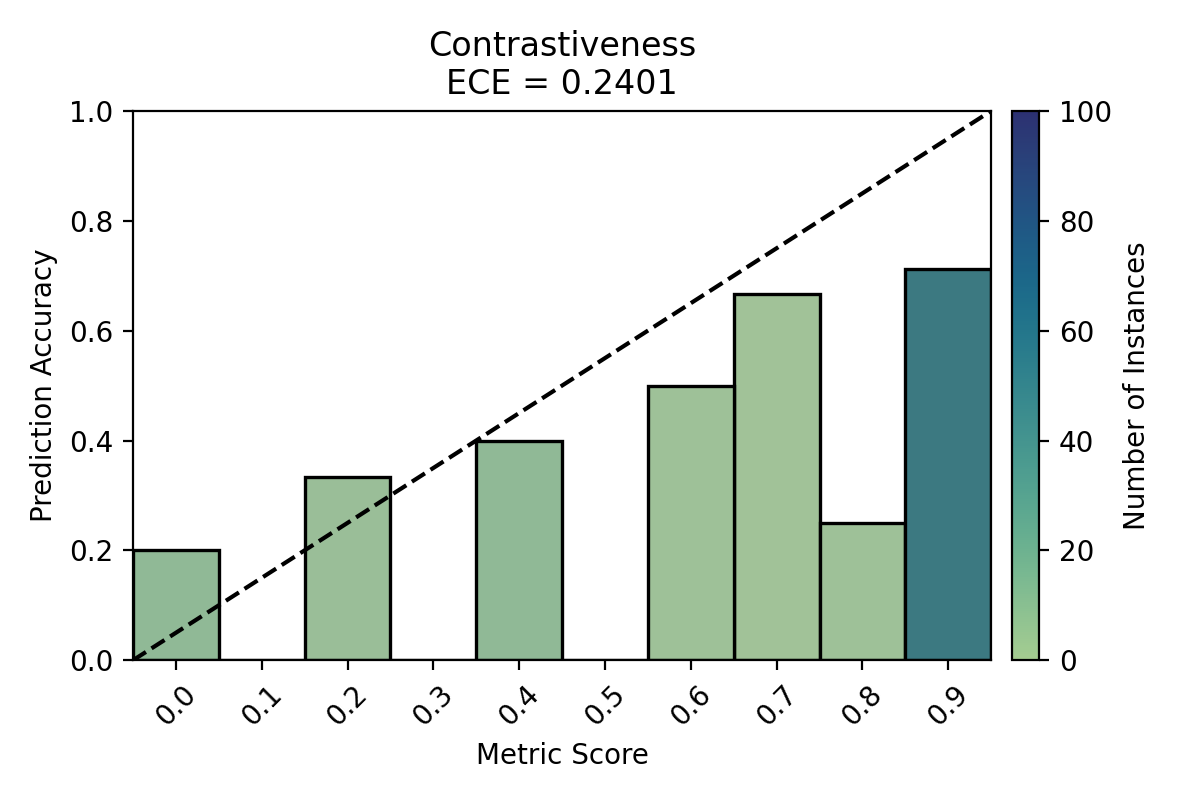 Contrastiveness
ECE = 0.2401
Prediction Accuracy
1.0
0.8
0.6
0.4
0.2
0.0
0.0 0.1 0.2 0.3 0.4 0.5 0.6 0.7 0.8 0.9
Metric Score
100
80
60
40
20
0
Number of Instances